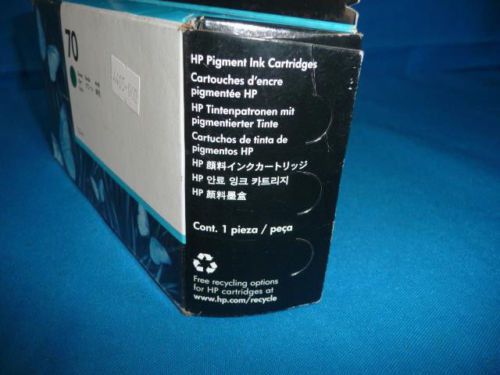 70
HP Pigment Ink Cartridges
Cartouches d'encre
pigmentée HP
HP Tintenpatronen mit
pigmentierter Tinte
Cartuchos de tinta de
pigmentos HP
HP 顔料インクカートリッジ
HP 안료 잉크 카트리지
HP 顏料墨盒
Cont. 1 pieza / peça
Free recycling options
for HP cartridges at
www.hp.com/recycle